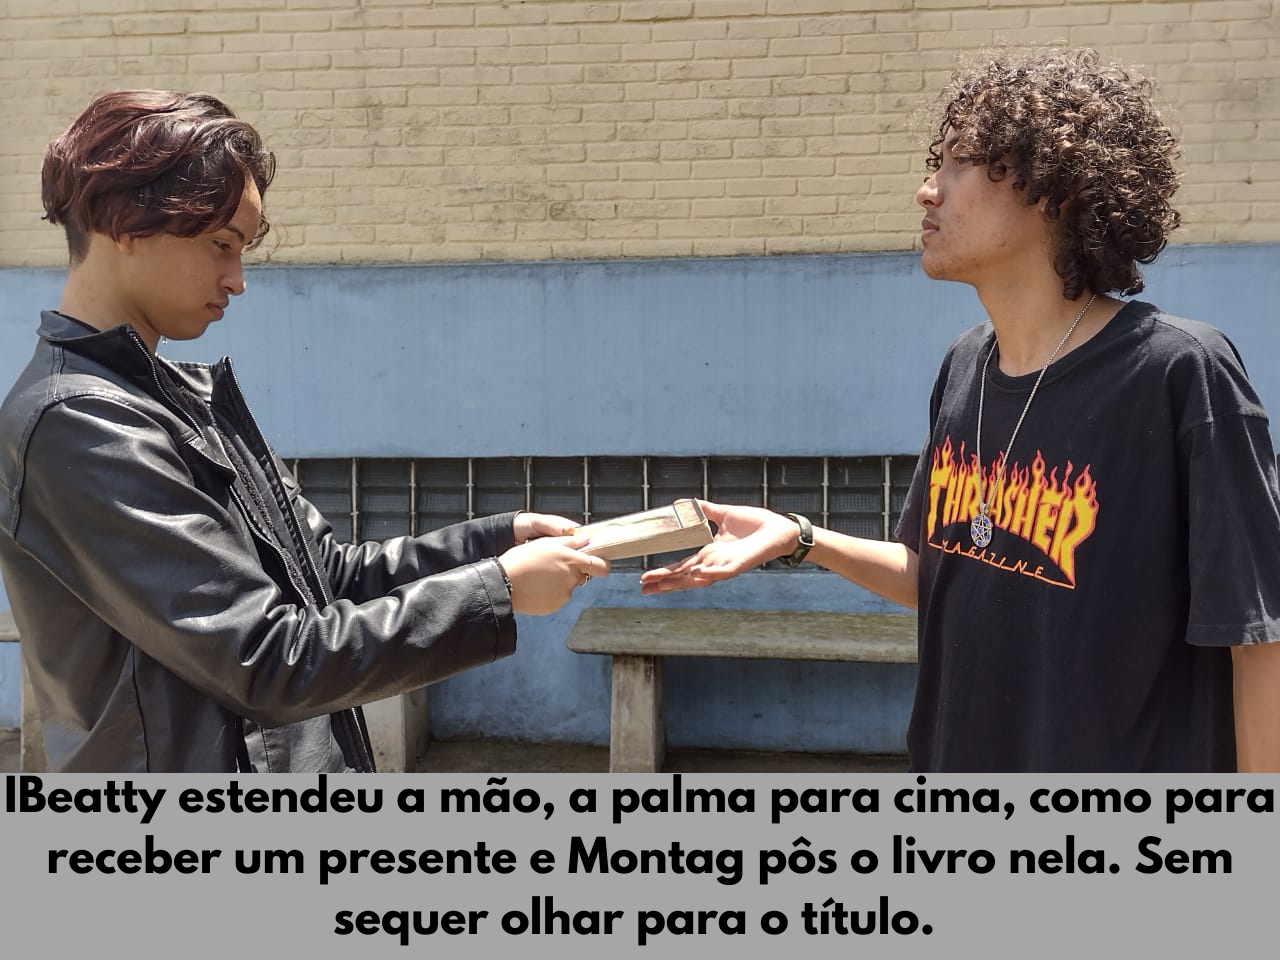 THRASHER
MAGAZINE
lBeatty estendeu a mão, a palma para cima, como para
receber um presente e Montag pôs o livro nela. Sem
sequer olhar para o título.